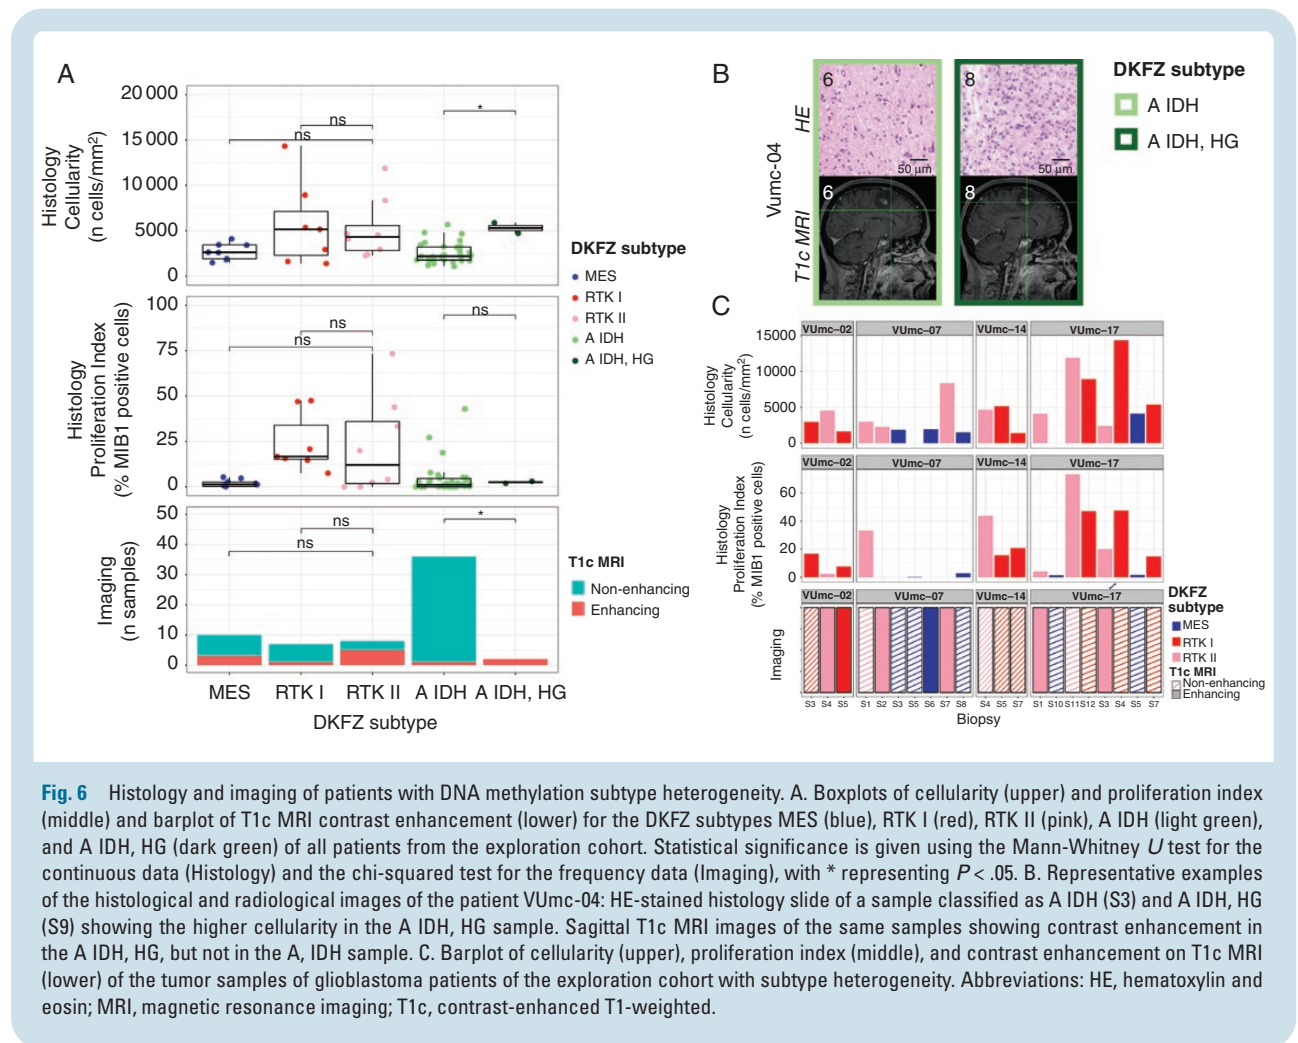 A
20 000
15 000
10 000
5000
0
Histology
Cellularity
(n cells/mm2)
ns
ns
*
100
75
50
25
0
Histology
Proliferation Index
(% MIB1 positive cells)
ns
ns
ns
50
40
30
20
10
0
Imaging
(n samples)
ns
ns
*
MES
RTK I
RTK II
A IDH
A IDH, HG
DKFZ subtype
DKFZ subtype
MES
RTK I
RTK II
A IDH
A IDH, HG
T1c MRI
Non-enhancing
Enhancing
B
Vumc-04
HE
T1c MRI
6
50 µm
8
50 µm
6
8
DKFZ subtype
A IDH
A IDH, HG
C
VUmc–02
VUmc–07
VUmc–14
VUmc–17
15000
10000
5000
0
Histology
Cellularity
(n cells/mm2)
VUmc–02
VUmc–07
VUmc–14
VUmc–17
60
40
20
0
Histology
Proliferation Index
(% MIB1 positive cells)
VUmc–02
VUmc–07
VUmc–14
VUmc–17
Imaging
S3 S4 S5
S1 S2 S3 S5 S6 S7 S8
S4 S5 S7
S1 S10 S11 S12 S3 S4 S5 S7
Biopsy
DKFZ
subtype
MES
RTK I
RTK II
T1c MRI
Non-enhancing
Enhancing
Fig. 6 Histology and imaging of patients with DNA methylation subtype heterogeneity. A. Boxplots of cellularity (upper) and proliferation index
(middle) and barplot of T1c MRI contrast enhancement (lower) for the DKFZ subtypes MES (blue), RTK I (red), RTK II (pink), A IDH (light green),
and A IDH, HG (dark green) of all patients from the exploration cohort. Statistical significance is given using the Mann-Whitney U test for the
continuous data (Histology) and the chi-squared test for the frequency data (Imaging), with * representing P < .05. B. Representative examples
of the histological and radiological images of the patient VUmc-04: HE-stained histology slide of a sample classified as A IDH (S3) and A IDH, HG
(S9) showing the higher cellularity in the A IDH, HG sample. Sagittal T1c MRI images of the same samples showing contrast enhancement in
the A IDH, HG, but not in the A, IDH sample. C. Barplot of cellularity (upper), proliferation index (middle), and contrast enhancement on T1c MRI
(lower) of the tumor samples of glioblastoma patients of the exploration cohort with subtype heterogeneity. Abbreviations: HE, hematoxylin and
eosin; MRI, magnetic resonance imaging; T1c, contrast-enhanced T1-weighted.